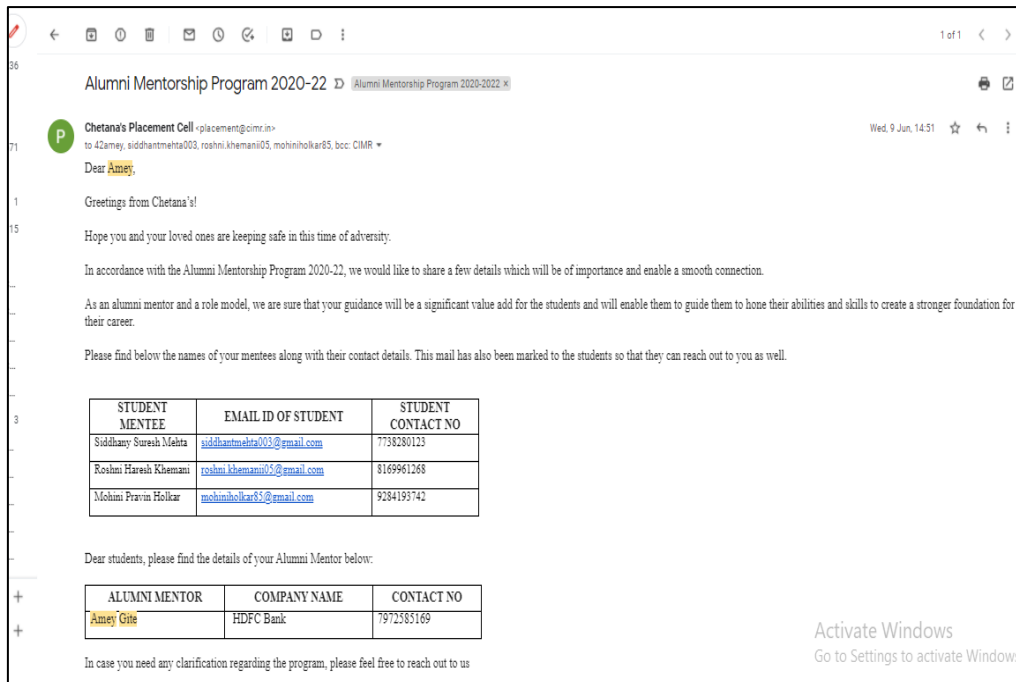 1 of 1
36
Alumni Mentorship Program 2020-22 Alumni Mentorship Program 2020-2022 ×
P
Chetana's Placement Cell <placement@cimr.in> Wed, 9 Jun, 14:51
71
to 42amey, siddhantmehta003, roshni.khemanii05, mohiniholkar85, bcc: CIMR
Dear Amey,
1
Greetings from Chetana's!
15
Hope you and your loved ones are keeping safe in this time of adversity.
In accordance with the Alumni Mentorship Program 2020-22, we would like to share a few details which will be of importance and enable a smooth connection.
As an alumni mentor and a role model, we are sure that your guidance will be a significant value add for the students and will enable them to guide them to hone their abilities and skills to create a stronger foundation for
their career.
Please find below the names of your mentees along with their contact details. This mail has also been marked to the students so that they can reach out to you as well.
3
STUDENT MENTEE EMAIL ID OF STUDENT STUDENT CONTACT NO
Siddhany Suresh Mehta siddhantmehta003@gmail.com 7738280123
Roshni Haresh Khemani roshni.khemanii05@gmail.com 8169961268
Mohini Pravin Holkar mohiniholkar85@gmail.com 9284193742
Dear students, please find the details of your Alumni Mentor below:
ALUMNI MENTOR COMPANY NAME CONTACT NO
Amey Gite HDFC Bank 7972585169
In case you need any clarification regarding the program, please feel free to reach out to us
Activate Windows
Go to Settings to activate Windows